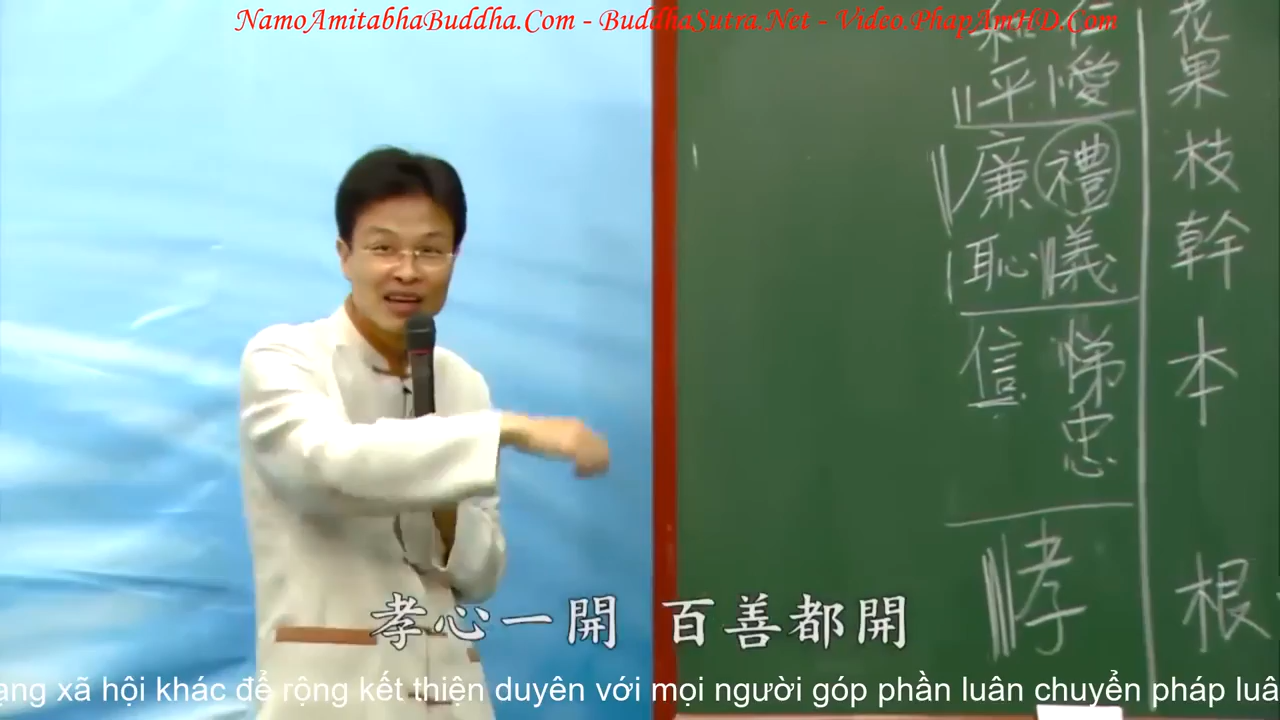 NamoAmitabhaBuddha.Com - BuddhaSutra.Net - Video.PhapAmHD.Com
花果
枝
幹
本
根
仁愛
禮
義
悌
忠
孝
和平
廉
恥
信
孝心一開 百善都開
ạng xã hội khác để rộng kết thiện duyên với mọi người góp phần luân chuyển pháp luâ